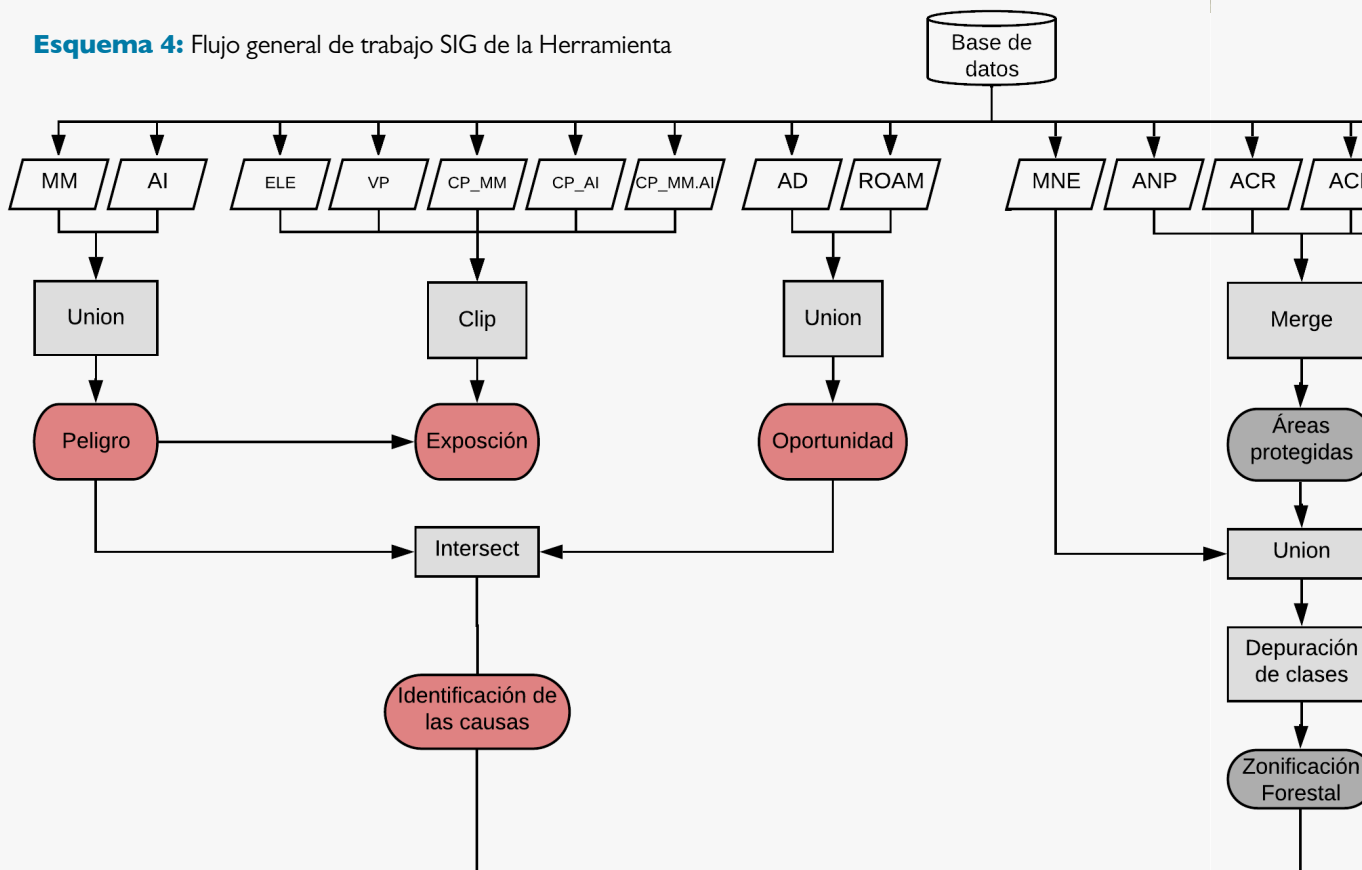 Esquema 4: Flujo general de trabajo SIG de la Herramienta
Base de
datos
MM
AI
ELE
VP
CP_MM
CP_AI
CP_MM.AI
AD
ROAM
MNE
ANP
ACR
Union
Clip
Union
Merge
Peligro
Exposción
Oportunidad
Áreas
protegidas
Intersect
Union
Depuración
de clases
Identificación de
las causas
Zonificación
Forestal